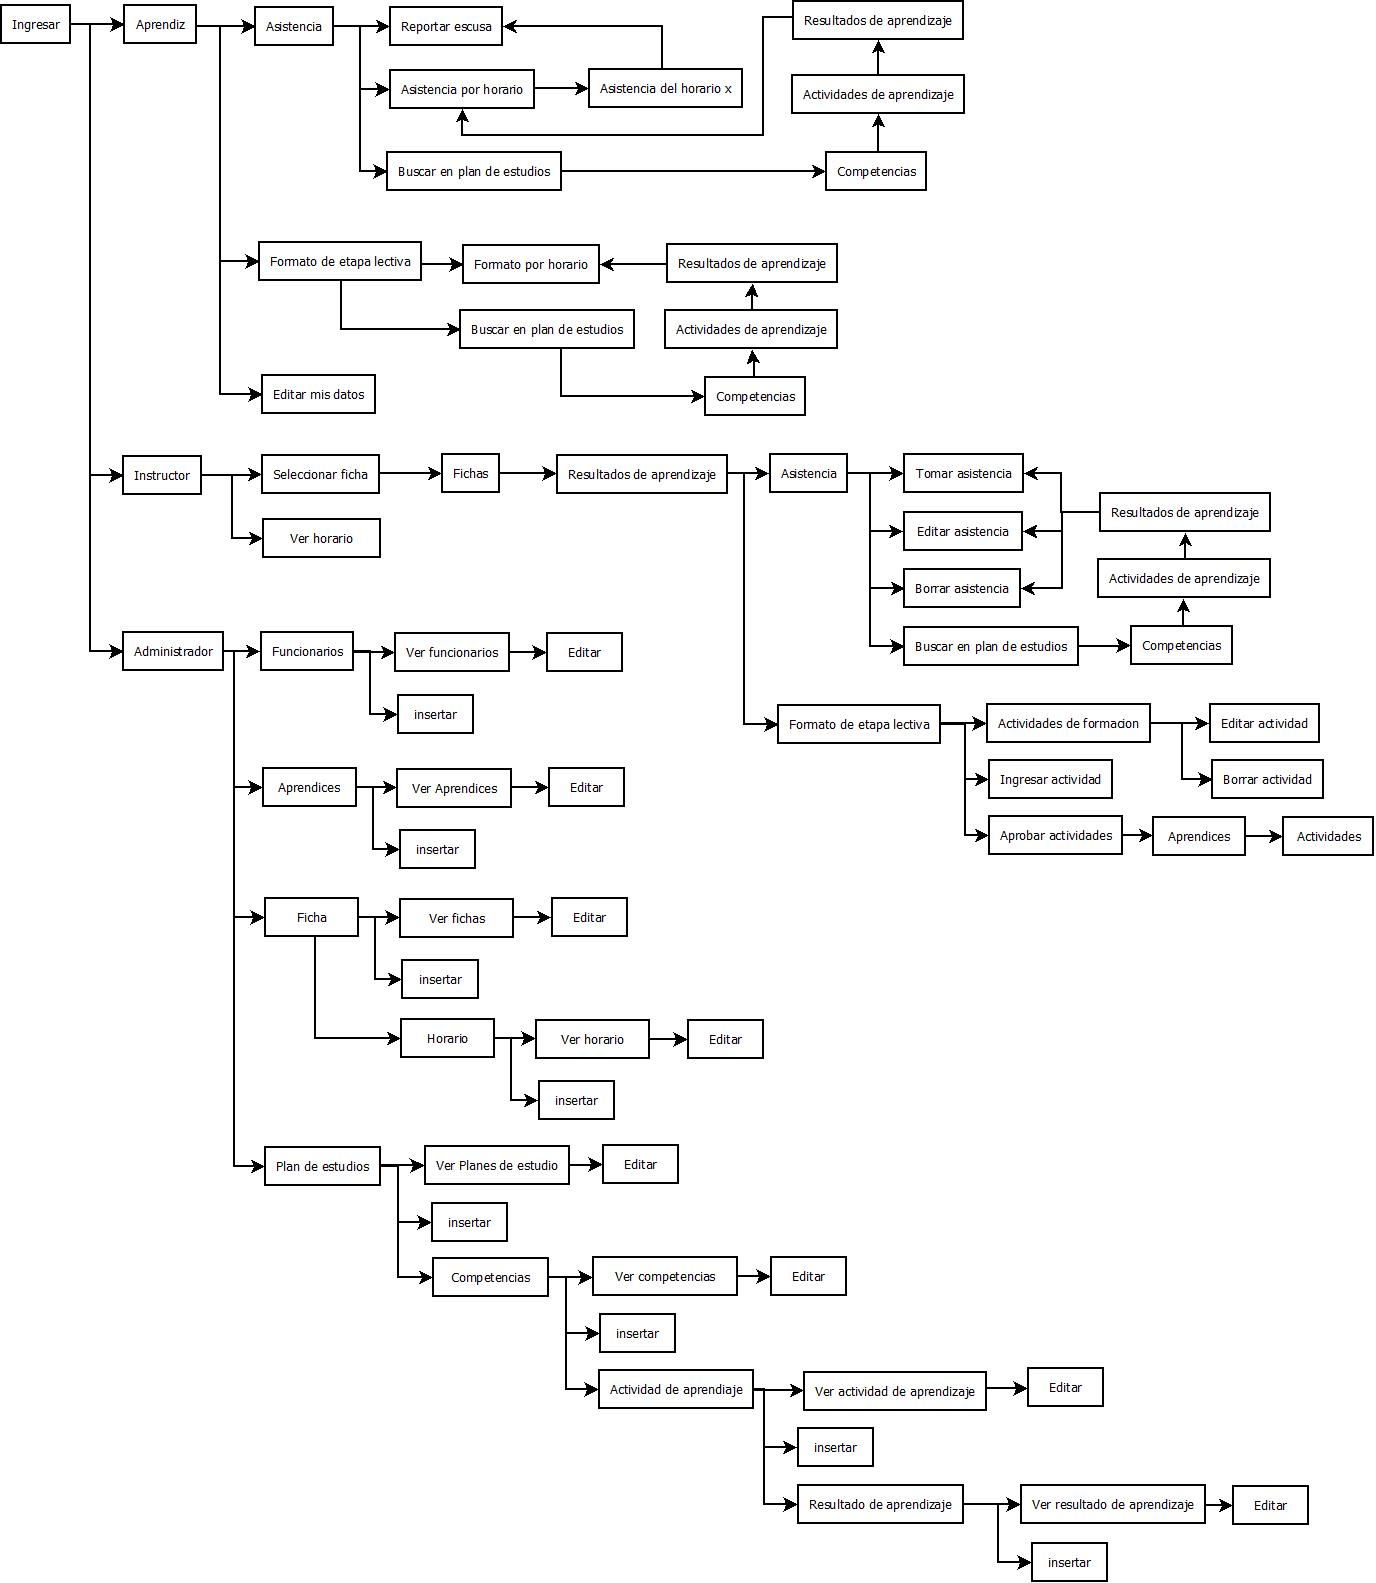 Ingresar
Aprendiz
Asistencia
Reportar escusa
Resultados de aprendizaje
Asistencia por horario
Asistencia del horario x
Actividades de aprendizaje
Buscar en plan de estudios
Competencias
Formato de etapa lectiva
Formato por horario
Resultados de aprendizaje
Buscar en plan de estudios
Actividades de aprendizaje
Editar mis datos
Competencias
Instructor
Seleccionar ficha
Fichas
Resultados de aprendizaje
Asistencia
Tomar asistencia
Resultados de aprendizaje
Ver horario
Editar asistencia
Actividades de aprendizaje
Borrar asistencia
Buscar en plan de estudios
Competencias
Administrador
Funcionarios
Ver funcionarios
Editar
insertar
Formato de etapa lectiva
Actividades de formacion
Editar actividad
Ingresar actividad
Borrar actividad
Aprobar actividades
Aprendices
Actividades
Aprendices
Ver Aprendices
Editar
insertar
Ficha
Ver fichas
Editar
insertar
Horario
Ver horario
Editar
insertar
Plan de estudios
Ver Planes de estudio
Editar
insertar
Competencias
Ver competencias
Editar
insertar
Actividad de aprendiaje
Ver actividad de aprendizaje
Editar
insertar
Resultado de aprendizaje
Ver resultado de aprendizaje
Editar
insertar